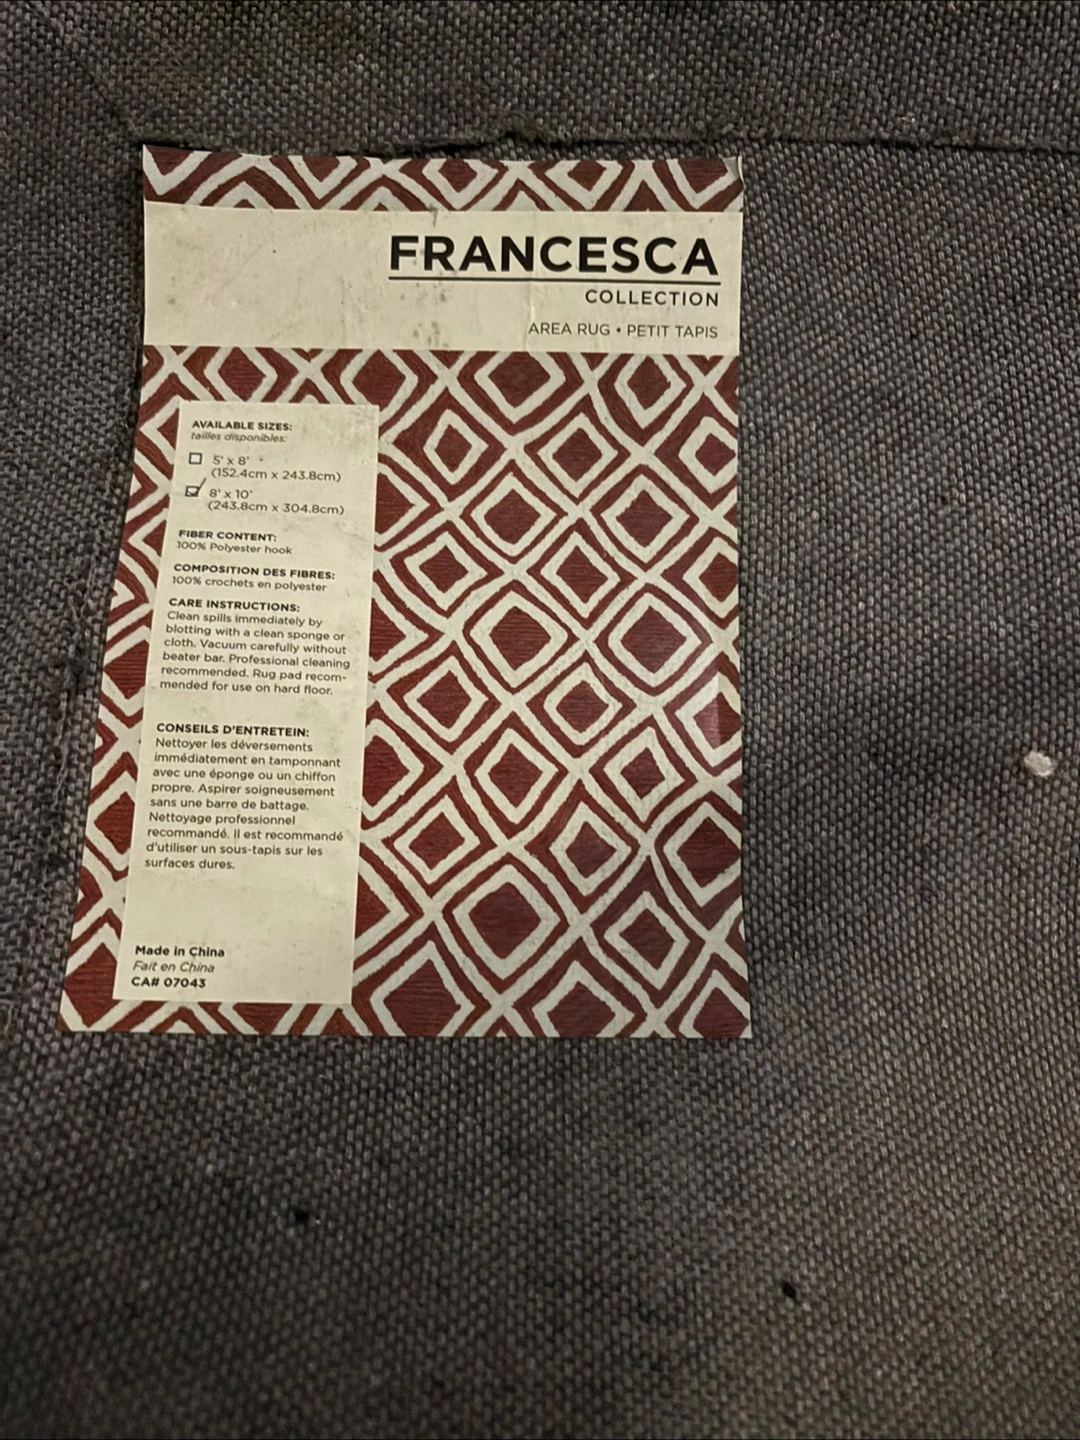 FRANCESCA
COLLECTION
AREA RUG • PETIT TAPIS
AVAILABLE SIZES:
tailles disponibles:
5' x 8'
(152.4cm x 243.8cm)
8' x 10'
(243.8cm x 304.8cm)
FIBER CONTENT:
100% Polyester hook
COMPOSITION DES FIBRES:
100% crochets en polyester
CARE INSTRUCTIONS:
Clean spills immediately by
blotting with a clean sponge or
cloth. Vacuum carefully without
beater bar. Professional cleaning
recommended. Rug pad recom-
mended for use on hard floor.
CONSEILS D'ENTRETEIN:
Nettoyer les déversements
immédiatement en tamponnant
avec une éponge ou un chiffon
propre. Aspirer soigneusement
sans une barre de battage.
Nettoyage professionnel
recommandé. Il est recommandé
d'utiliser un sous-tapis sur les
surfaces dures.
Made in China
Fait en China
CA# 07043